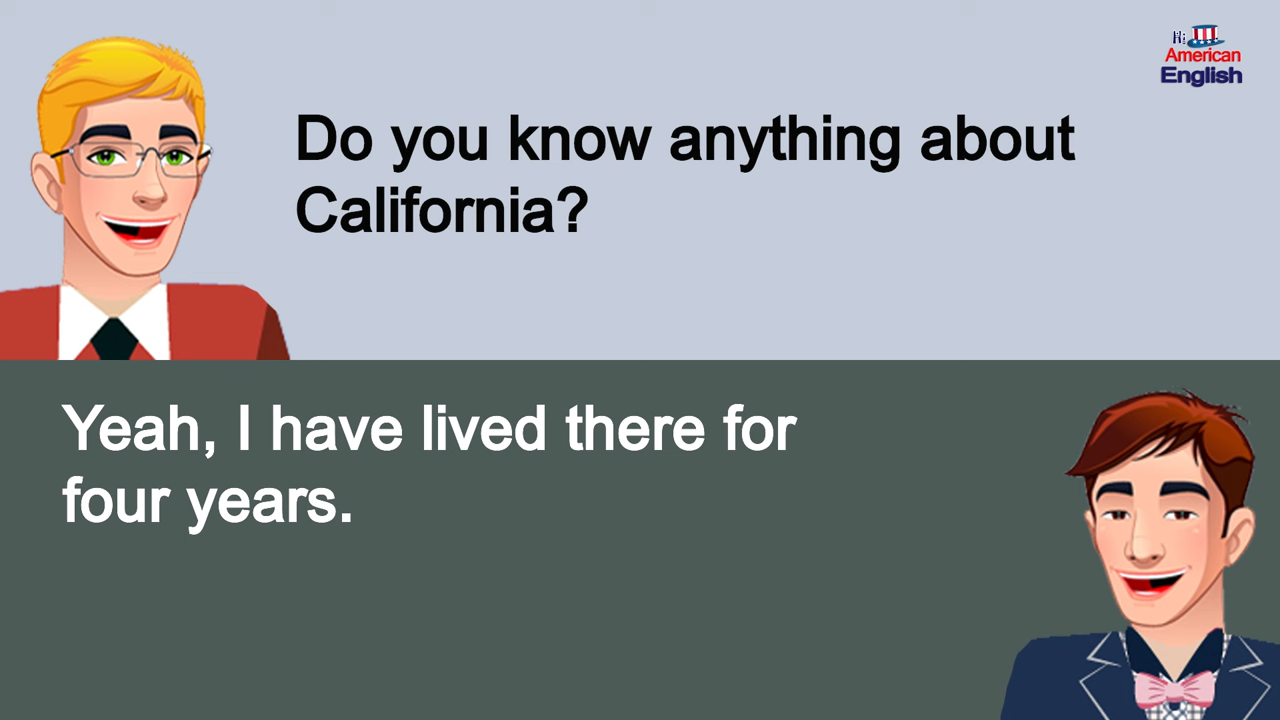 Hi
American
English
Do you know anything about
California?
Yeah, I have lived there for
four years.